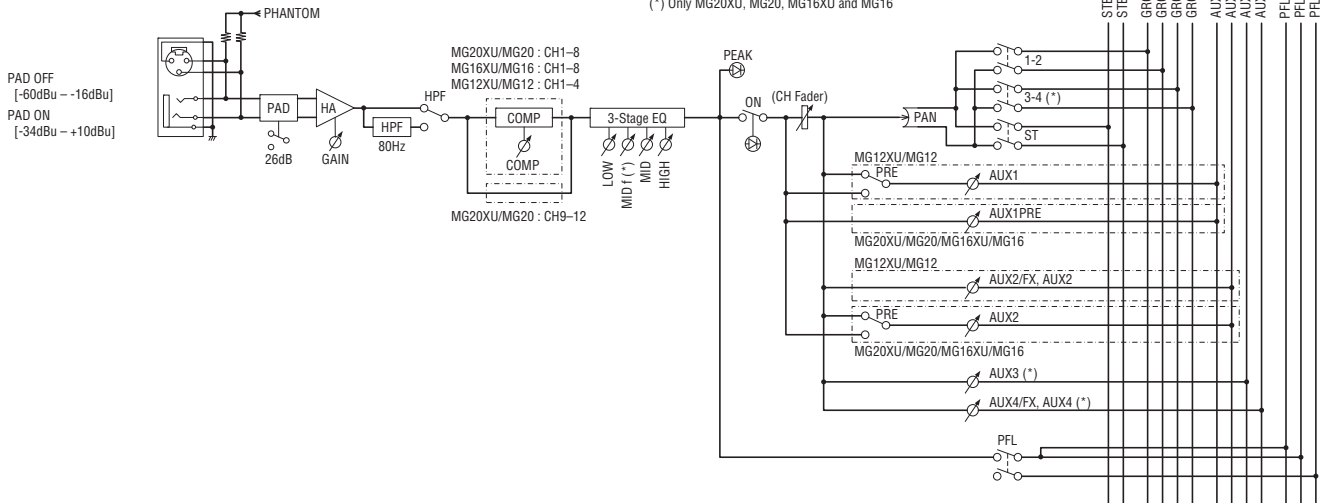 (*) Only MG20XU, MG20, MG16XU and MG16
PHANTOM
PAD OFF
[-60dBu – -16dBu]
PAD ON
[-34dBu – +10dBu]
PAD
26dB
HA
GAIN
HPF
80Hz
HPF
MG20XU/MG20 : CH1–8
MG16XU/MG16 : CH1–8
MG12XU/MG12 : CH1–4
COMP
COMP
MG20XU/MG20 : CH9–12
3-Stage EQ
LOW
MID f (*)
MID
HIGH
PEAK
ON
(CH Fader)
PAN
1-2
3-4 (*)
ST
MG12XU/MG12
PRE
AUX1
AUX1PRE
MG20XU/MG20/MG16XU/MG16
MG12XU/MG12
AUX2/FX, AUX2
PRE
AUX2
MG20XU/MG20/MG16XU/MG16
AUX3 (*)
AUX4/FX, AUX4 (*)
PFL
PFL